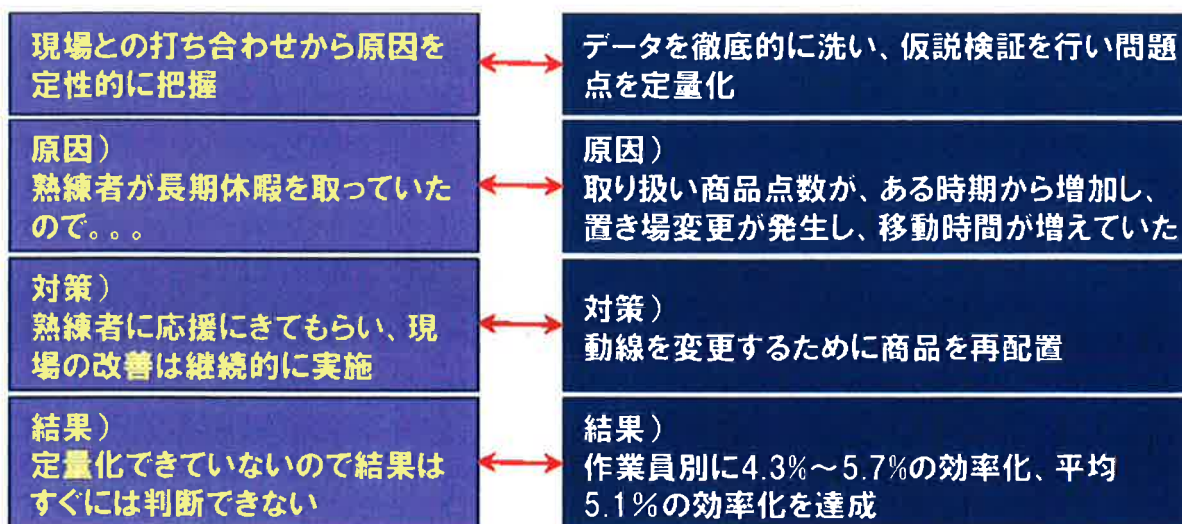 現場との打ち合わせから原因を
定性的に把握
データを徹底的に洗い、仮説検証を行い問題
点を定量化
原因）
熟練者が長期休暇を取っていた
ので。。。
原因）
取り扱い商品点数が、ある時期から増加し、
置き場変更が発生し、移動時間が増えていた
対策）
熟練者に応援にきてもらい、現
場の改善は継続的に実施
対策）
動線を変更するために商品を再配置
結果）
定量化できていないので結果は
すぐには判断できない
結果）
作業員別に4.3%～5.7%の効率化、平均
5.1%の効率化を達成